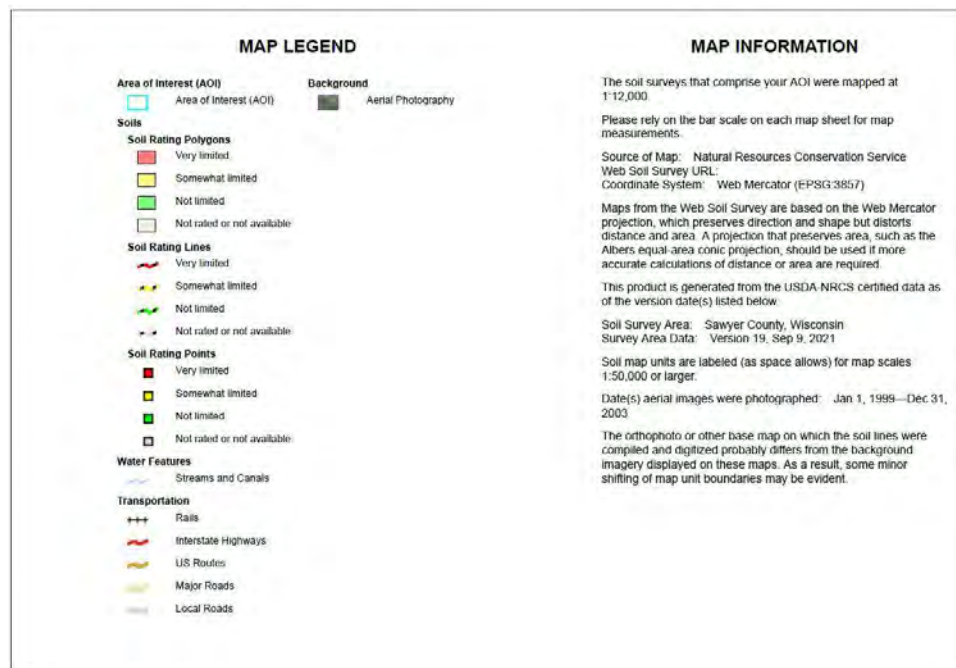 MAP LEGEND
Area of Interest (AOI)
Area of Interest (AOI)
Soils
Soil Rating Polygons
Very limited
Somewhat limited
Not limited
Not rated or not available
Soil Rating Lines
Very limited
Somewhat limited
Not limited
Not rated or not available
Soil Rating Points
Very limited
Somewhat limited
Not limited
Not rated or not available
Water Features
Streams and Canals
Transportation
Rails
Interstate Highways
US Routes
Major Roads
Local Roads
Background
Aerial Photography
MAP INFORMATION
The soil surveys that comprise your AOI were mapped at
1:12,000.
Please rely on the bar scale on each map sheet for map
measurements.
Source of Map: Natural Resources Conservation Service
Web Soil Survey URL:
Coordinate System: Web Mercator (EPSG:3857)
Maps from the Web Soil Survey are based on the Web Mercator
projection, which preserves direction and shape but distorts
distance and area. A projection that preserves area, such as the
Albers equal-area conic projection, should be used if more
accurate calculations of distance or area are required.
This product is generated from the USDA-NRCS certified data as
of the version date(s) listed below.
Soil Survey Area: Sawyer County, Wisconsin
Survey Area Data: Version 19, Sep 9, 2021
Soil map units are labeled (as space allows) for map scales
1:50,000 or larger.
Date(s) aerial images were photographed: Jan 1, 1999—Dec 31,
2003
The orthophoto or other base map on which the soil lines were
compiled and digitized probably differs from the background
imagery displayed on these maps. As a result, some minor
shifting of map unit boundaries may be evident.